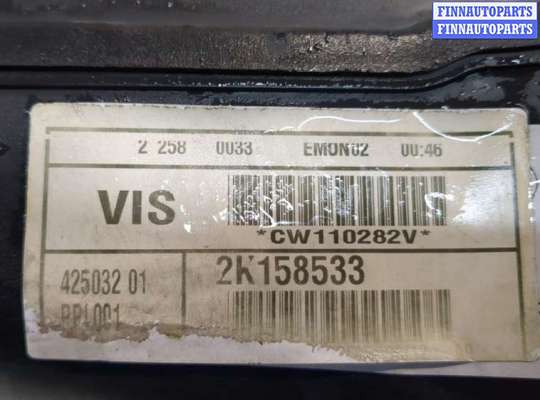 FINNAUTOPARTS
FINNAUTOPARTS
2 258 0033 EMON02 00:46
VIS
*CW110282V*
425032 01
2K158533